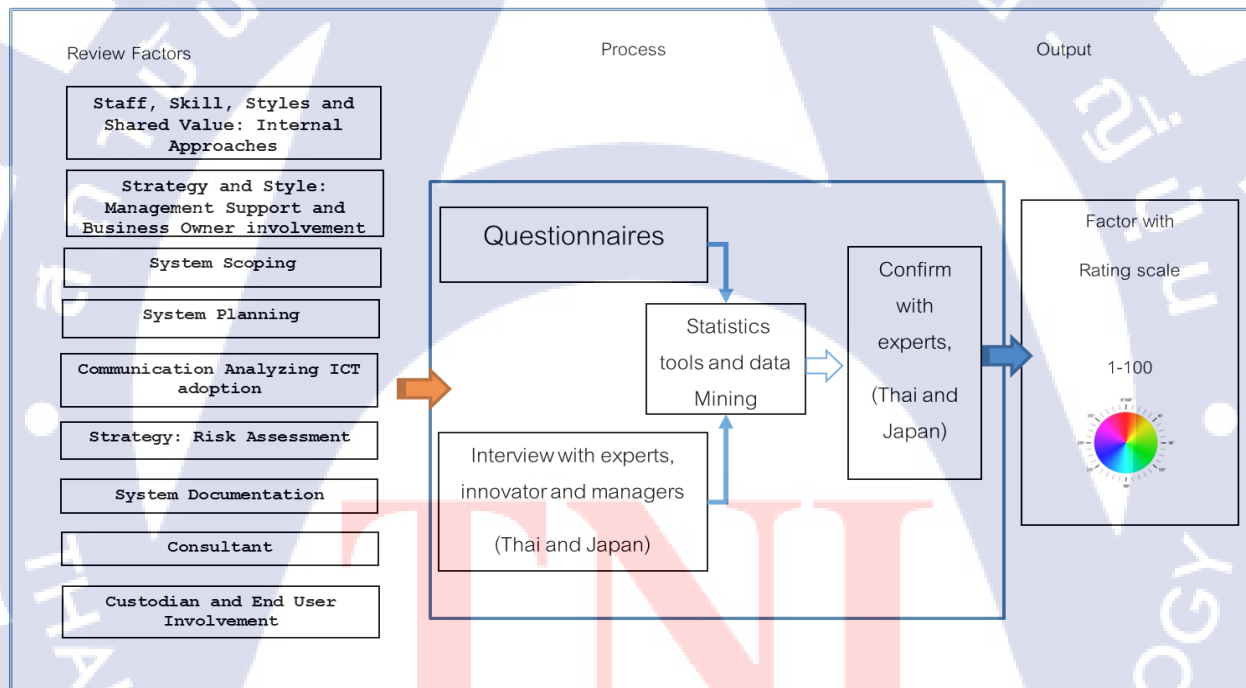 Review Factors
Process
Output
Staff, Skill, Styles and
Shared Value: Internal
Approaches
Strategy and Style:
Management Support and
Business Owner involvement
System Scoping
System Planning
Communication Analyzing ICT
adoption
Strategy: Risk Assessment
System Documentation
Consultant
Custodian and End User
Involvement
Questionnaires
Interview with experts,
innovator and managers
(Thai and Japan)
Statistics
tools and data
Mining
Confirm
with
experts,
(Thai and
Japan)
Factor with
Rating scale
1-100
TNI